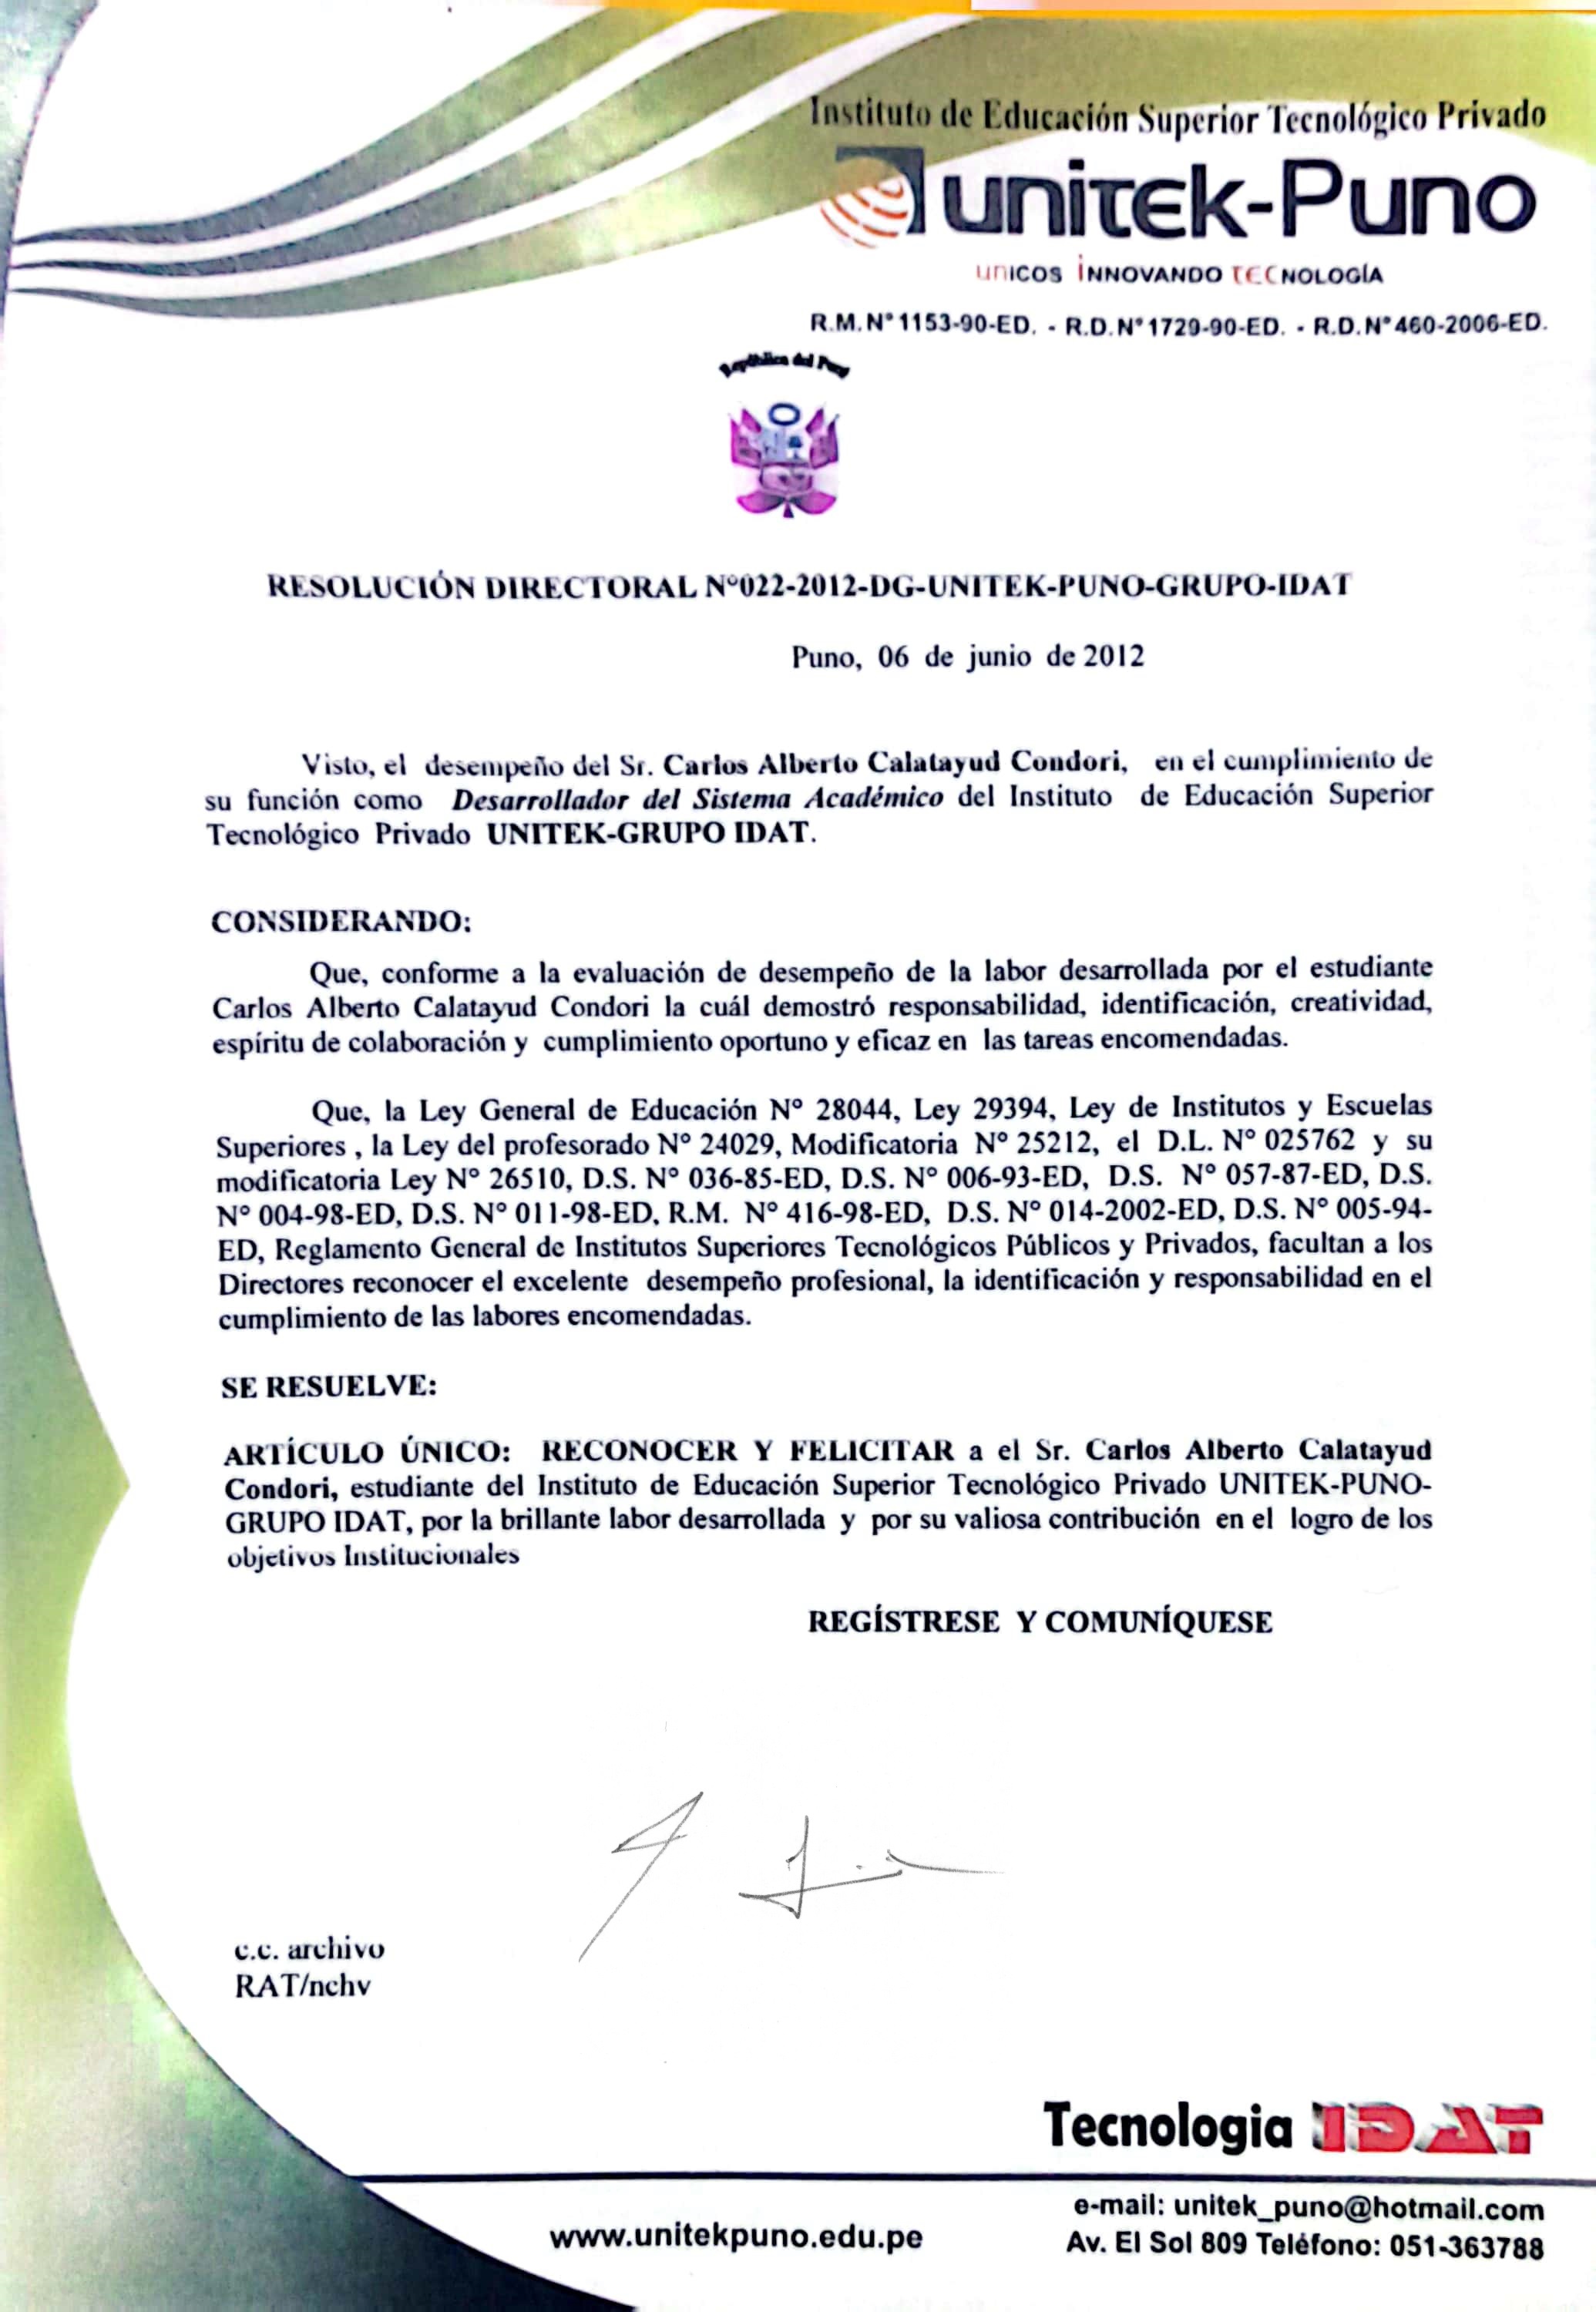 Instituto de Educación Superior Tecnológico Privado
unitek-Puno
unicos innovando tecnología
R.M. N° 1153-90-ED. - R.D. N° 1729-90-ED. - R.D. N° 460-2006-ED.
República del Perú
RESOLUCIÓN DIRECTORAL N°022-2012-DG-UNITEK-PUNO-GRUPO-IDAT
Puno, 06 de junio de 2012
Visto, el desempeño del Sr. Carlos Alberto Calatayud Condori, en el cumplimiento de
su función como Desarrollador del Sistema Académico del Instituto de Educación Superior
Tecnológico Privado UNITEK-GRUPO IDAT.
CONSIDERANDO:
Que, conforme a la evaluación de desempeño de la labor desarrollada por el estudiante
Carlos Alberto Calatayud Condori la cuál demostró responsabilidad, identificación, creatividad,
espíritu de colaboración y cumplimiento oportuno y eficaz en las tareas encomendadas.
Que, la Ley General de Educación N° 28044, Ley 29394, Ley de Institutos y Escuelas
Superiores , la Ley del profesorado N° 24029, Modificatoria N° 25212, el D.L. N° 025762 y su
modificatoria Ley N° 26510, D.S. N° 036-85-ED, D.S. N° 006-93-ED, D.S. N° 057-87-ED, D.S.
N° 004-98-ED, D.S. N° 011-98-ED, R.M. N° 416-98-ED, D.S. N° 014-2002-ED, D.S. N° 005-94-
ED, Reglamento General de Institutos Superiores Tecnológicos Públicos y Privados, facultan a los
Directores reconocer el excelente desempeño profesional, la identificación y responsabilidad en el
cumplimiento de las labores encomendadas.
SE RESUELVE:
ARTÍCULO ÚNICO: RECONOCER Y FELICITAR a el Sr. Carlos Alberto Calatayud
Condori, estudiante del Instituto de Educación Superior Tecnológico Privado UNITEK-PUNO-
GRUPO IDAT, por la brillante labor desarrollada y por su valiosa contribución en el logro de los
objetivos Institucionales
REGÍSTRESE Y COMUNÍQUESE
c.c. archivo
RAT/nchv
Tecnologia IDAT
www.unitekpuno.edu.pe
e-mail: unitek_puno@hotmail.com
Av. El Sol 809 Teléfono: 051-363788